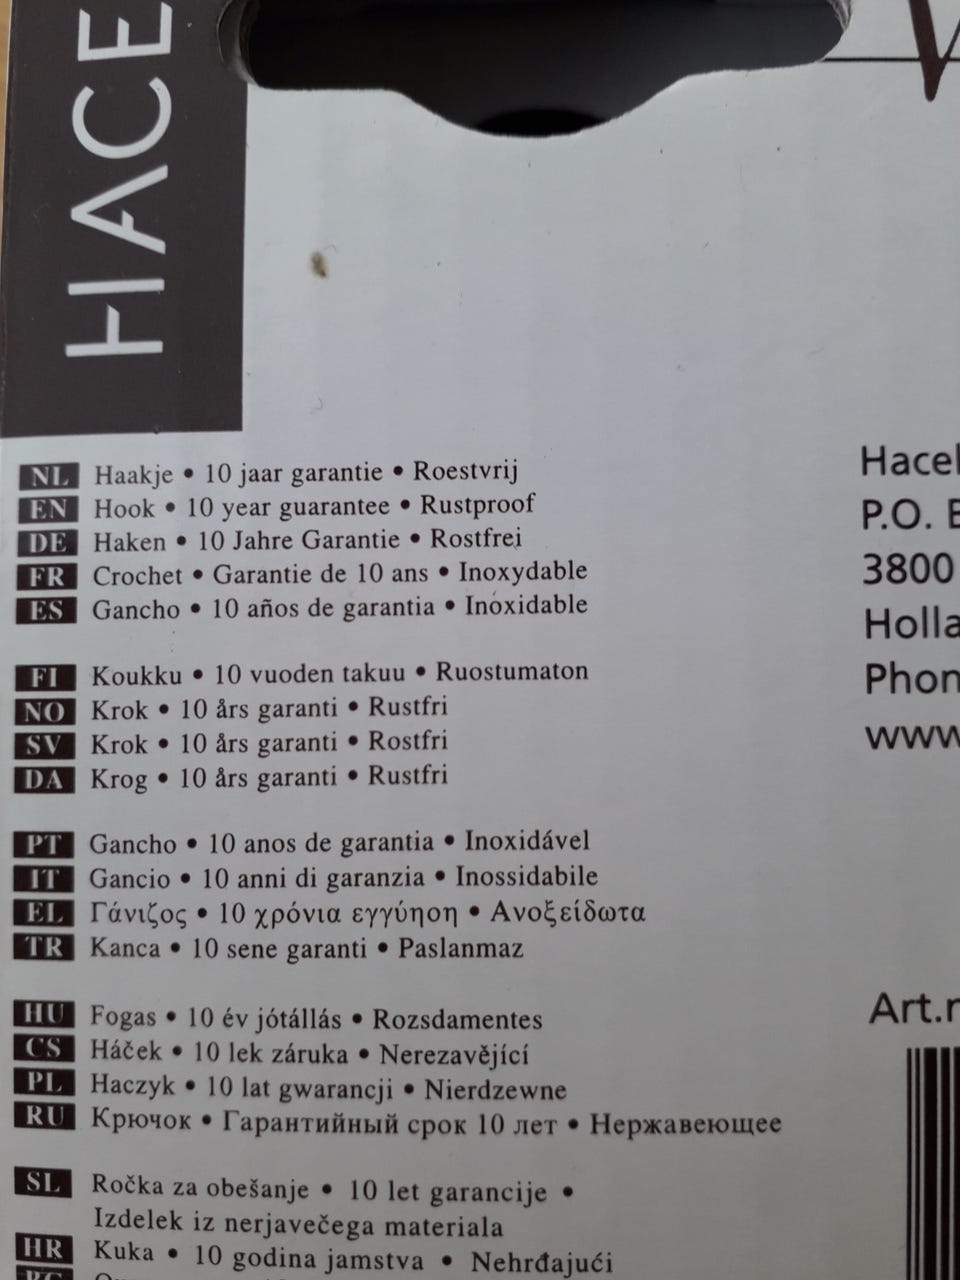 HACE
NL Haakje • 10 jaar garantie • Roestvrij
EN Hook • 10 year guarantee • Rustproof
DE Haken • 10 Jahre Garantie • Rostfrei
FR Crochet • Garantie de 10 ans • Inoxydable
ES Gancho • 10 años de garantia • Inóxidable
FI Koukku • 10 vuoden takuu • Ruostumaton
NO Krok • 10 års garanti • Rustfri
SV Krok • 10 års garanti • Rostfri
DA Krog • 10 års garanti • Rustfri
PT Gancho • 10 anos de garantia • Inoxidável
IT Gancio • 10 anni di garanzia • Inossidabile
EL Γάνιζος • 10 χρόνια εγγύηοη • Ανοξείδωτα
TR Kanca • 10 sene garanti • Paslanmaz
HU Fogas • 10 év jótállás • Rozsdamentes
CS Háček • 10 lek záruka • Nerezavějící
PL Haczyk • 10 lat gwarancji • Nierdzewne
RU Крючок • Гарантийный срок 10 лет • Нержавеющее
SL Ročka za obešanje • 10 let garancije •
Izdelek iz nerjavečega materiala
HR Kuka • 10 godina jamstva • Nehrđajući
Hacel
P.O. B
3800
Holla
Phon
www
Art.n